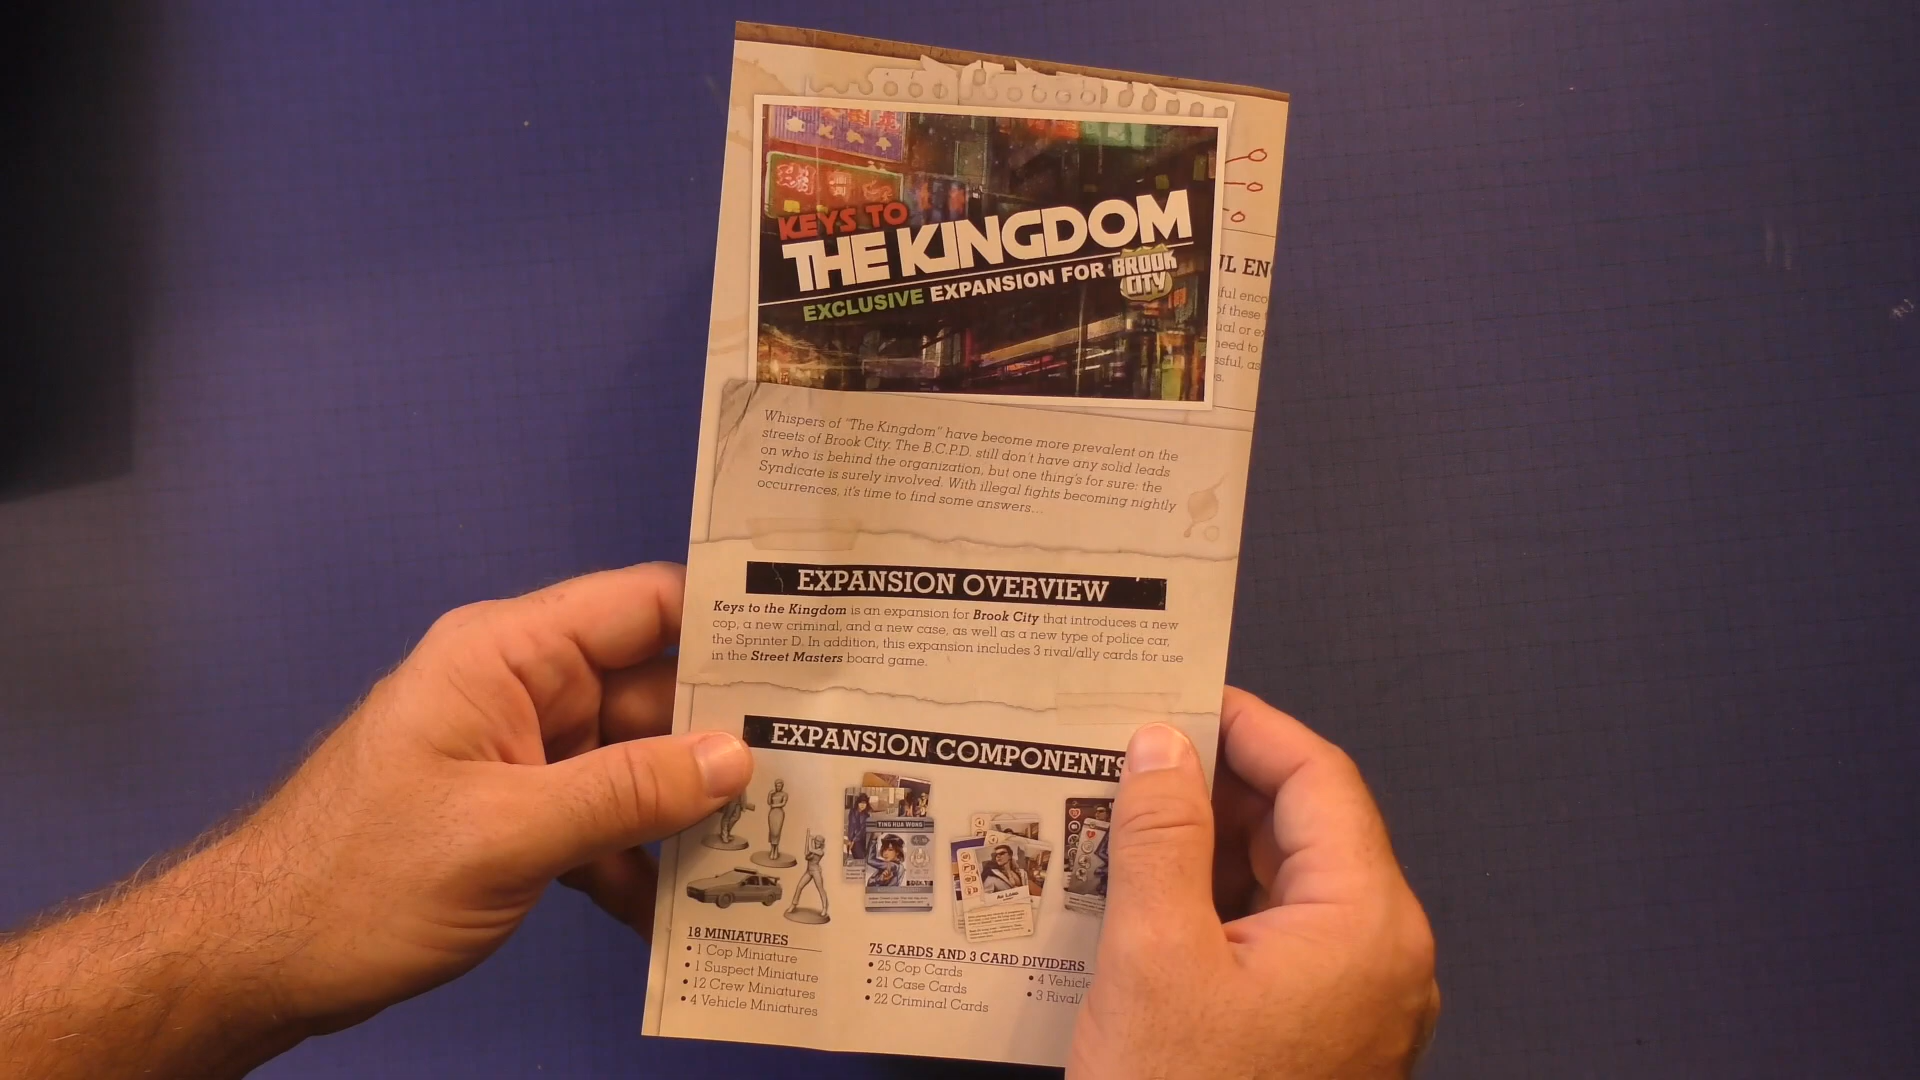 KEYS TO
THE KINGDOM
EXCLUSIVE EXPANSION FOR BROOK CITY
Whispers of "The Kingdom" have become more prevalent on the
streets of Brook City. The B.C.P.D. still don't have any solid leads
on who is behind the organization, but one thing's for sure: the
Syndicate is surely involved. With illegal fights becoming nightly
occurrences, it's time to find some answers...
EXPANSION OVERVIEW
Keys to the Kingdom is an expansion for Brook City that introduces a new
cop, a new criminal, and a new case, as well as a new type of police car,
the Sprinter D. In addition, this expansion includes 3 rival/ally cards for use
in the Street Masters board game.
EXPANSION COMPONENTS
YING HUA WONG
18 MINIATURES
• 1 Cop Miniature
• 1 Suspect Miniature
• 12 Crew Miniatures
• 4 Vehicle Miniatures
75 CARDS AND 3 CARD DIVIDERS
• 25 Cop Cards
• 21 Case Cards
• 22 Criminal Cards
• 4 Vehicle
• 3 Rival/
of these
need to